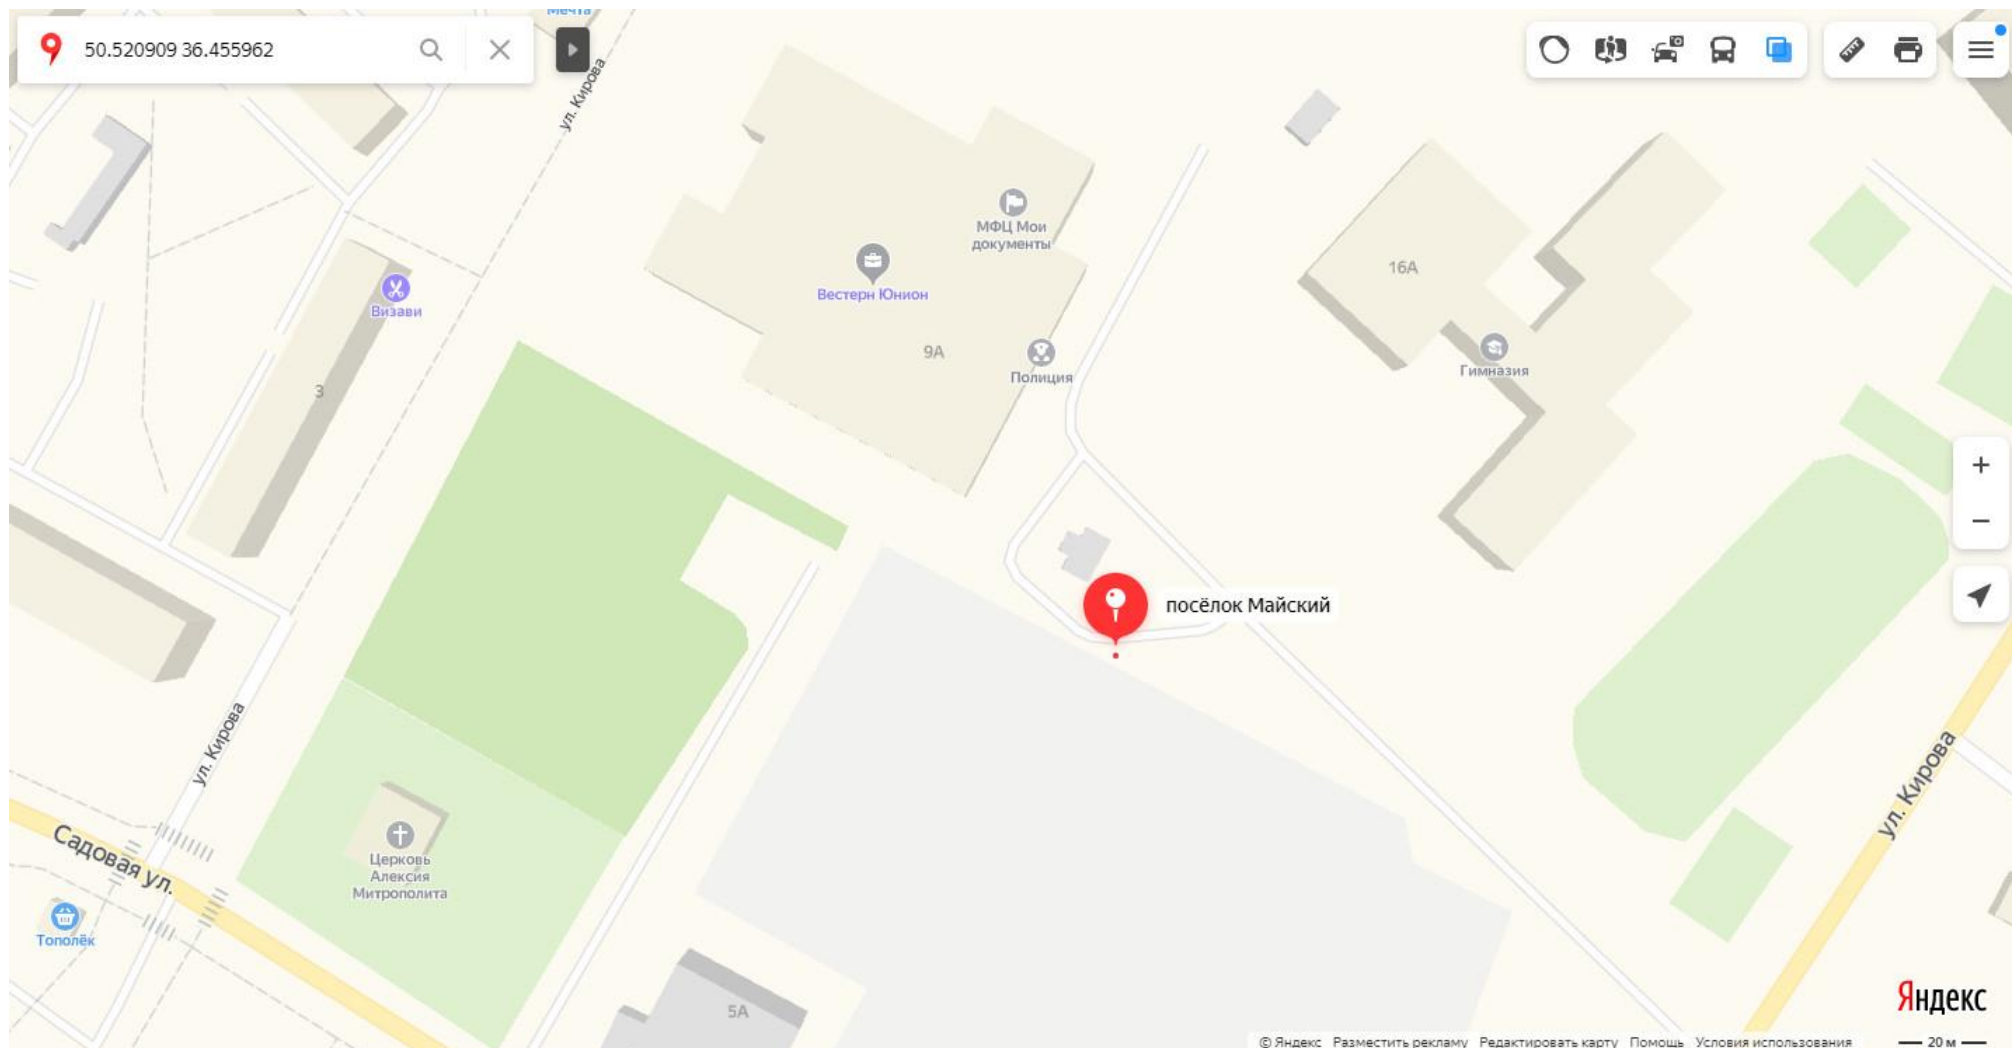 Мечта
50.520909 36.455962
ул. Кирова
МФЦ Мои
документы
Вестерн Юнион
Визави
16А
9А
Полиция
Гимназия
3
посёлок Майский
ул. Кирова
ул. Кирова
Садовая ул.
Церковь
Алексия
Митрополита
Тополёк
5А
Яндекс
© Яндекс Разместить рекламу Редактировать карту Помощь Условия использования
20 м